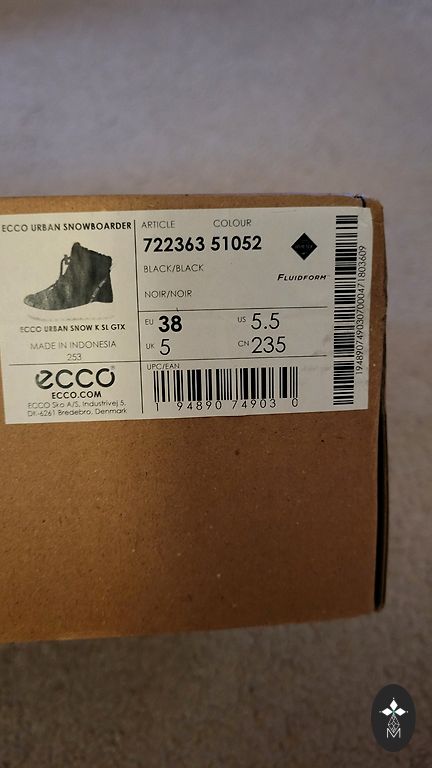 ECCO URBAN SNOWBOARDER
ECCO URBAN SNOW K SL GTX
MADE IN INDONESIA
253
ecco
ECCO.COM
ECCO Sko A/S, Industrivej 5,
DK-6261 Bredebro, Denmark
ARTICLE COLOUR
722363 51052
BLACK/BLACK
FLUIDFORM™
NOIR/NOIR
EU 38 US 5.5
UK 5 CN 235
UPC/EAN
1 94890 74903 0
M